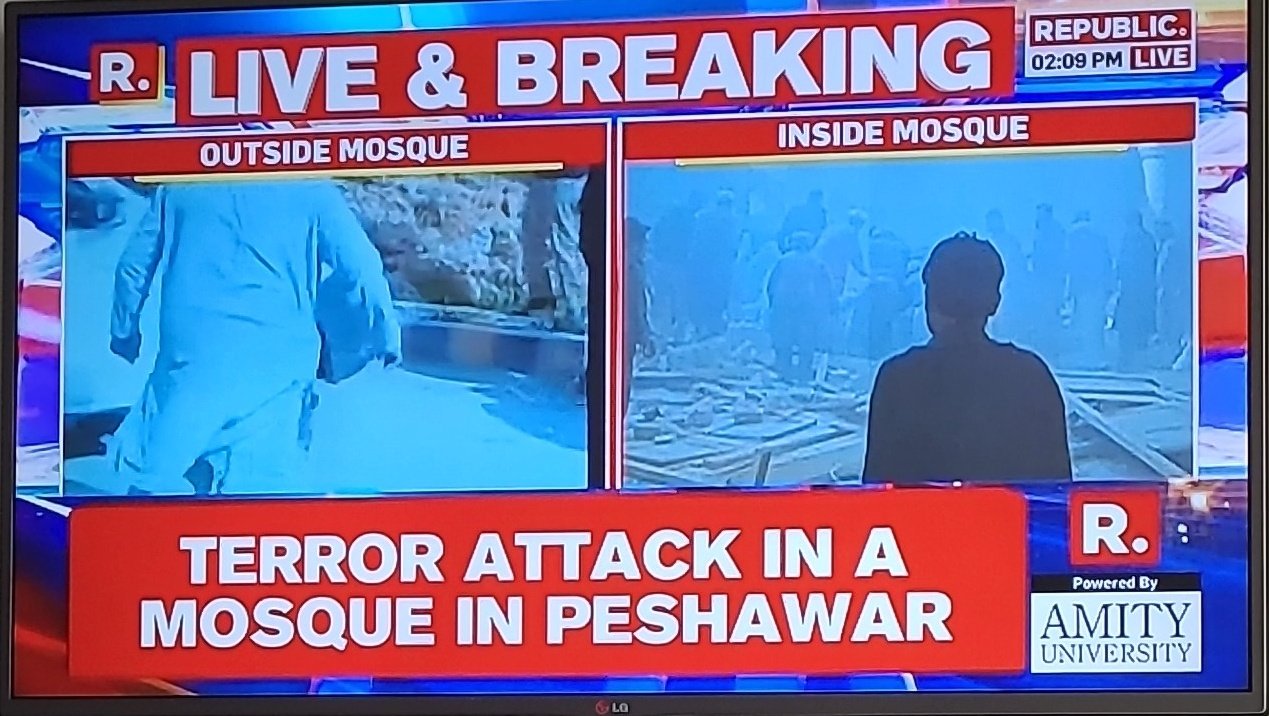 R.
LIVE & BREAKING
REPUBLIC.
02:09 PM LIVE
OUTSIDE MOSQUE
INSIDE MOSQUE
TERROR ATTACK IN A
MOSQUE IN PESHAWAR
R.
Powered By
AMITY
UNIVERSITY
LG